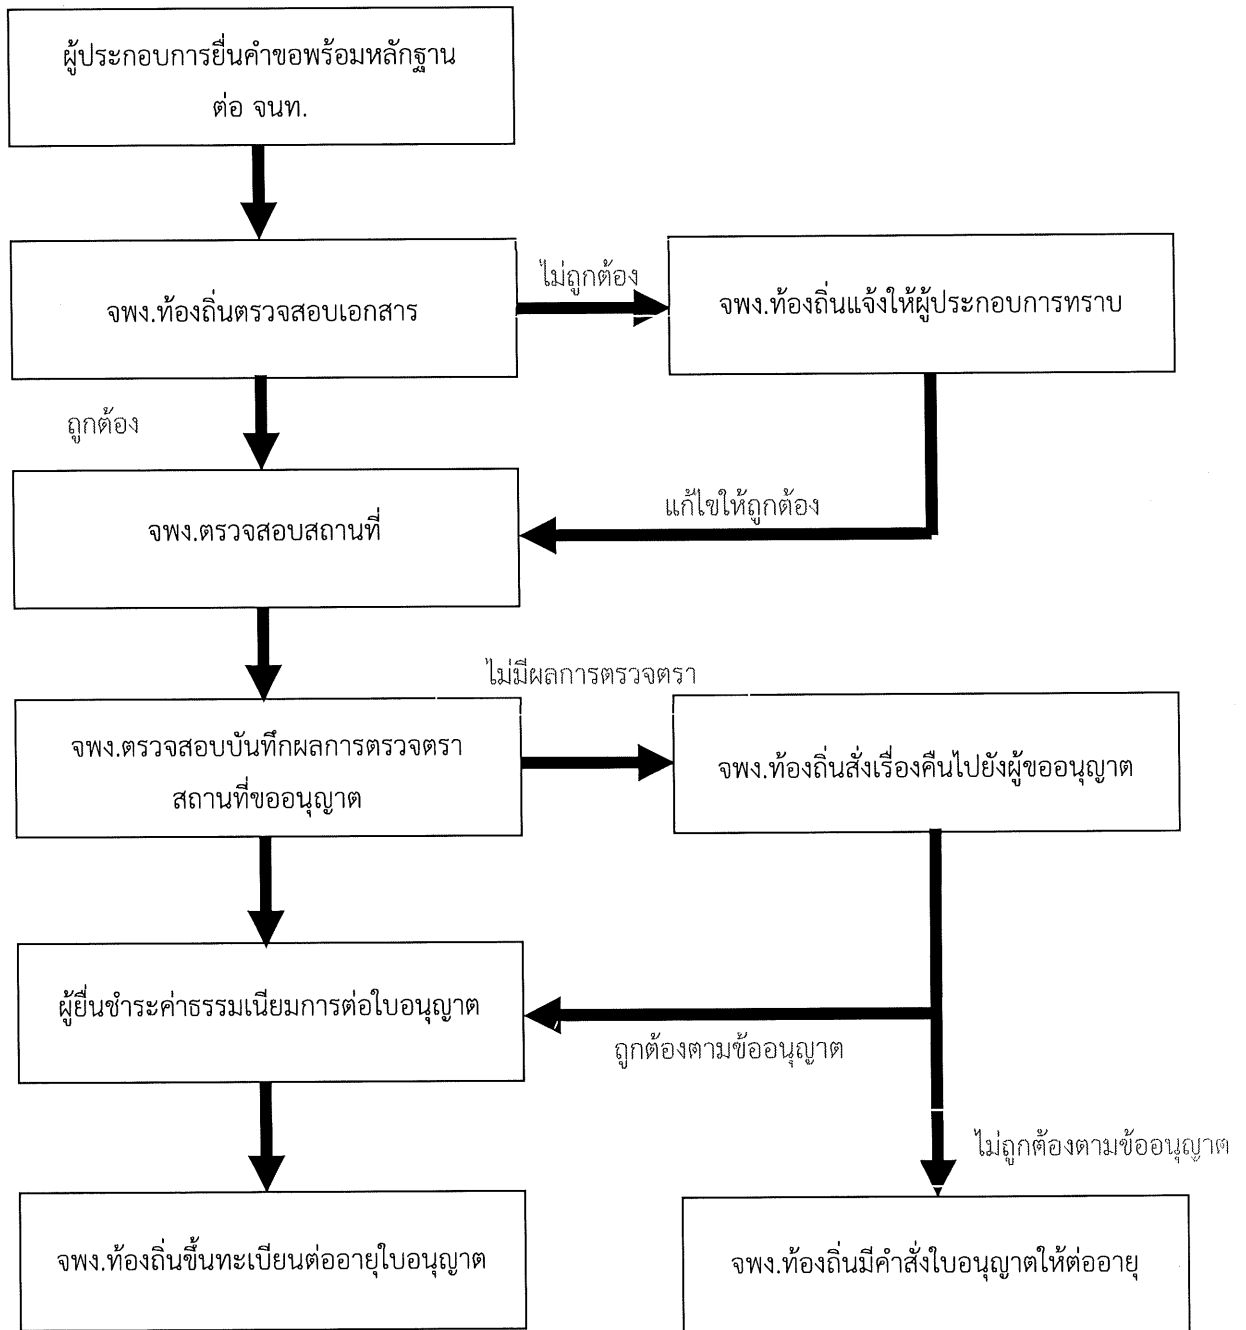 ผู้ประกอบการยื่นคำขอพร้อมหลักฐาน
ต่อ จนท.
จพง.ท้องถิ่นตรวจสอบเอกสาร
ไม่ถูกต้อง
จพง.ท้องถิ่นแจ้งให้ผู้ประกอบการทราบ
ถูกต้อง
แก้ไขให้ถูกต้อง
จพง.ตรวจสอบสถานที่
ไม่มีผลการตรวจตรา
จพง.ตรวจสอบบันทึกผลการตรวจตรา
สถานที่ขออนุญาต
จพง.ท้องถิ่นสั่งเรื่องคืนไปยังผู้ขออนุญาต
ผู้ยื่นชำระค่าธรรมเนียมการต่อใบอนุญาต
ถูกต้องตามข้ออนุญาต
ไม่ถูกต้องตามข้ออนุญาต
จพง.ท้องถิ่นขึ้นทะเบียนต่ออายุใบอนุญาต
จพง.ท้องถิ่นมีคำสั่งใบอนุญาตให้ต่ออายุ